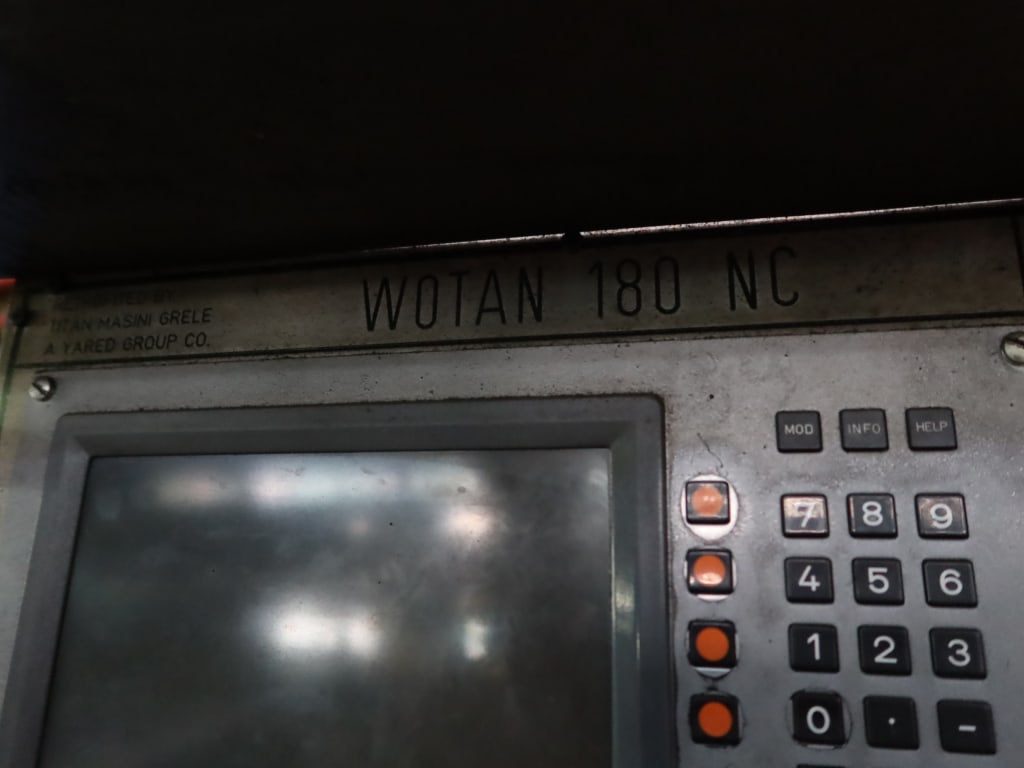 BY
TITAN MASINI GRELE
A YARED GROUP CO.
WOTAN 180 NC
MOD INFO HELP
7 8 9
4 5 6
1 2 3
0 . -